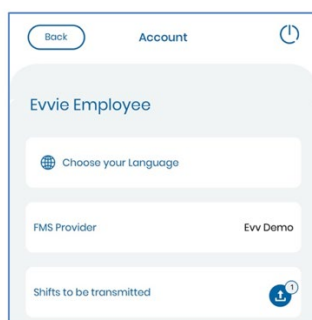 Back
Account
Evvie Employee
Choose your Language
FMS Provider
Evv Demo
Shifts to be transmitted
1